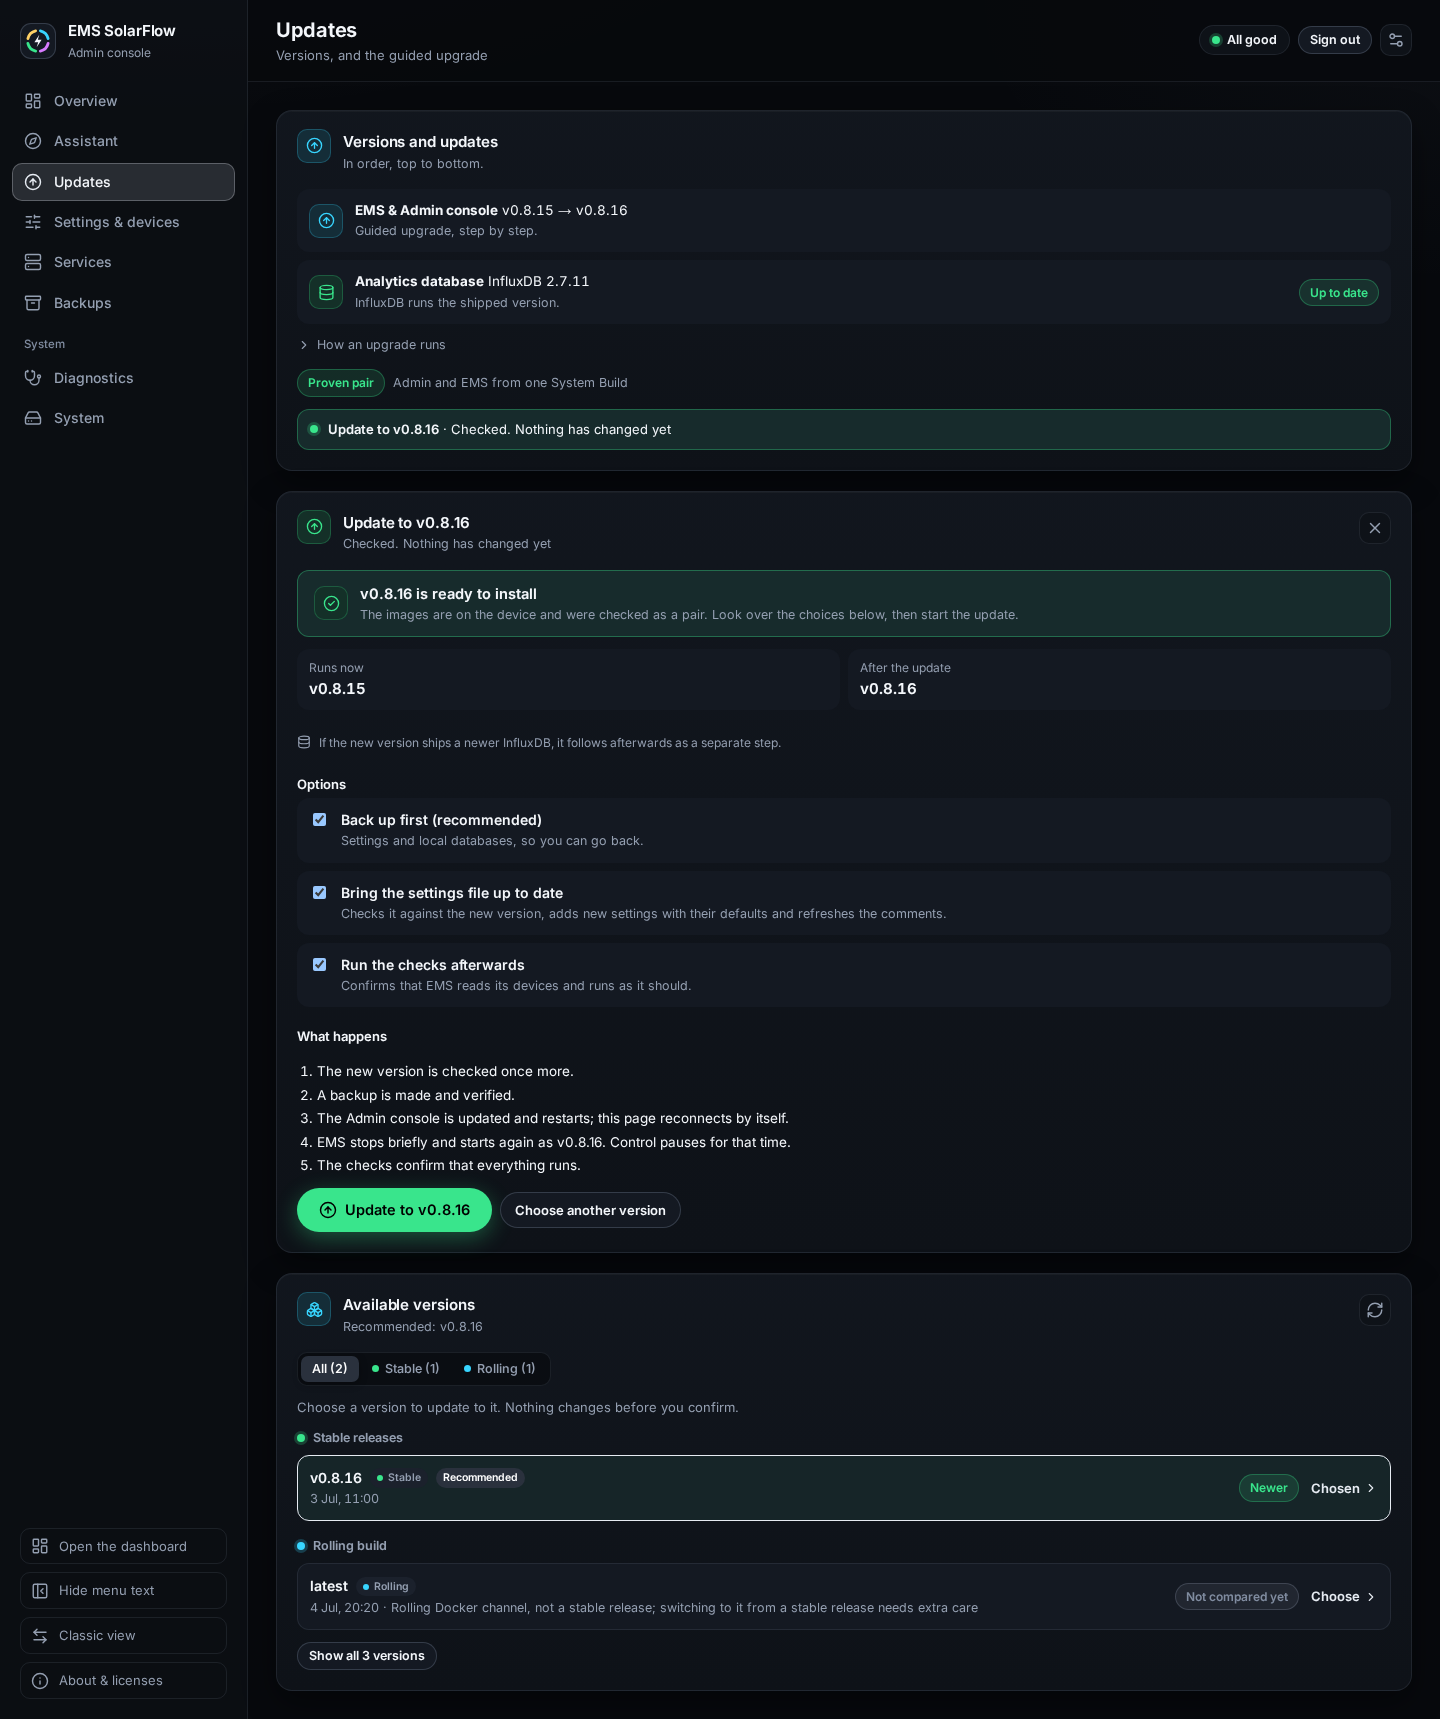 EMS SolarFlow
Admin console
Overview
Assistant
Updates
Settings & devices
Services
Backups
System
Diagnostics
System
Open the dashboard
Hide menu text
Classic view
About & licenses
Updates
Versions, and the guided upgrade
All good
Sign out
Versions and updates
In order, top to bottom.
EMS & Admin console v0.8.15 → v0.8.16
Guided upgrade, step by step.
Analytics database InfluxDB 2.7.11
InfluxDB runs the shipped version.
Up to date
How an upgrade runs
Proven pair Admin and EMS from one System Build
Update to v0.8.16 · Checked. Nothing has changed yet
Update to v0.8.16
Checked. Nothing has changed yet
v0.8.16 is ready to install
The images are on the device and were checked as a pair. Look over the choices below, then start the update.
Runs now
v0.8.15
After the update
v0.8.16
If the new version ships a newer InfluxDB, it follows afterwards as a separate step.
Options
Back up first (recommended)
Settings and local databases, so you can go back.
Bring the settings file up to date
Checks it against the new version, adds new settings with their defaults and refreshes the comments.
Run the checks afterwards
Confirms that EMS reads its devices and runs as it should.
What happens
1. The new version is checked once more.
2. A backup is made and verified.
3. The Admin console is updated and restarts; this page reconnects by itself.
4. EMS stops briefly and starts again as v0.8.16. Control pauses for that time.
5. The checks confirm that everything runs.
Update to v0.8.16
Choose another version
Available versions
Recommended: v0.8.16
All (2) Stable (1) Rolling (1)
Choose a version to update to it. Nothing changes before you confirm.
Stable releases
v0.8.16 Stable Recommended
3 Jul, 11:00
Newer
Chosen
Rolling build
latest Rolling
4 Jul, 20:20 · Rolling Docker channel, not a stable release; switching to it from a stable release needs extra care
Not compared yet
Choose
Show all 3 versions